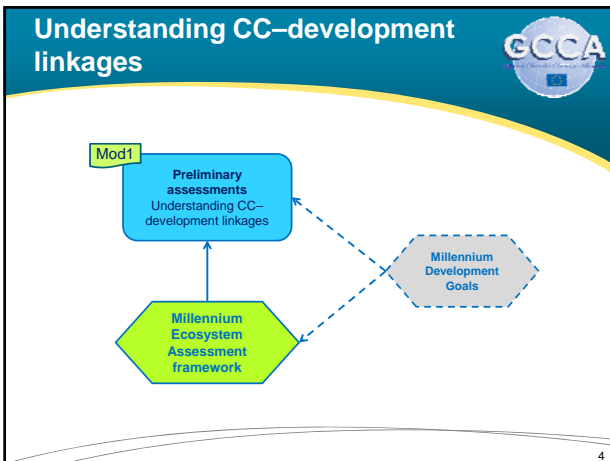 Understanding CC–development
linkages
GCCA
Mod1
Preliminary
assessments
Understanding CC–
development linkages
Millennium
Development
Goals
Millennium
Ecosystem
Assessment
framework
4